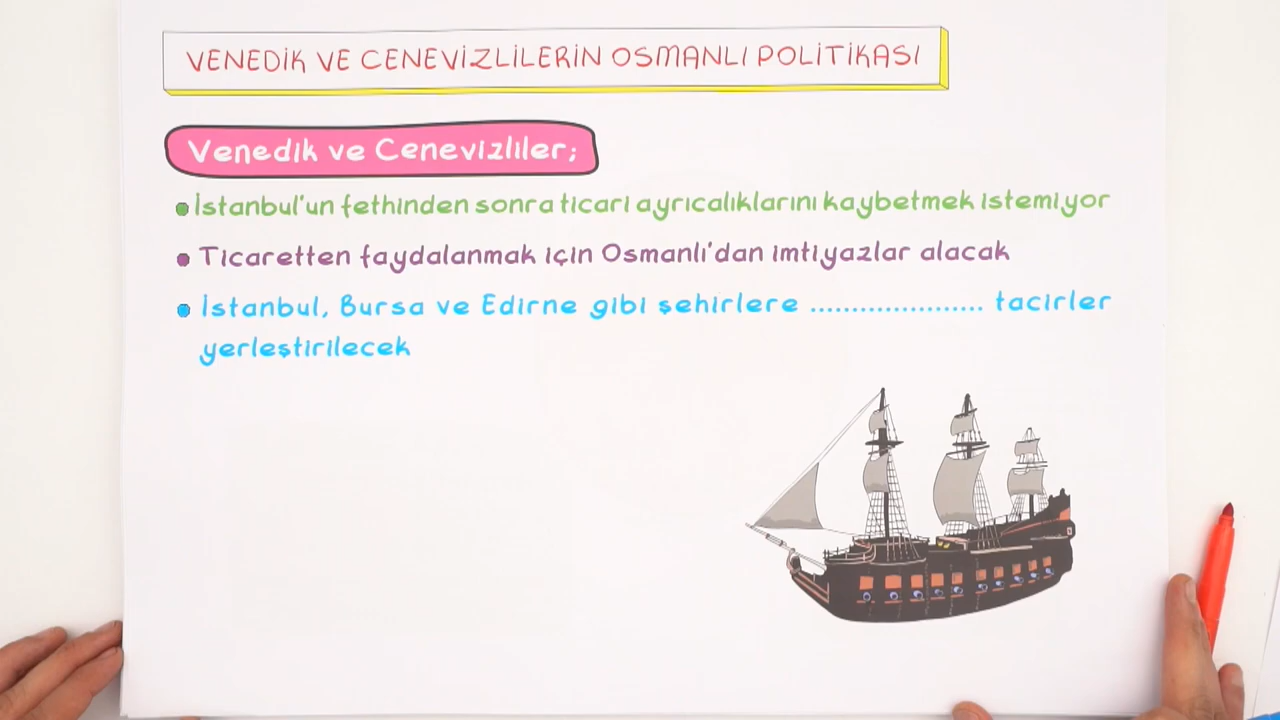 VENEDİK VE CENEVİZLİLERİN OSMANLI POLİTİKASI
Venedik ve Cenevizliler;
İstanbul'un fethinden sonra ticari ayrıcalıklarını kaybetmek istemiyor
Ticaretten faydalanmak için Osmanlı'dan imtiyazlar alacak
İstanbul, Bursa ve Edirne gibi şehirlere ..................... tacirler
yerleştirilecek